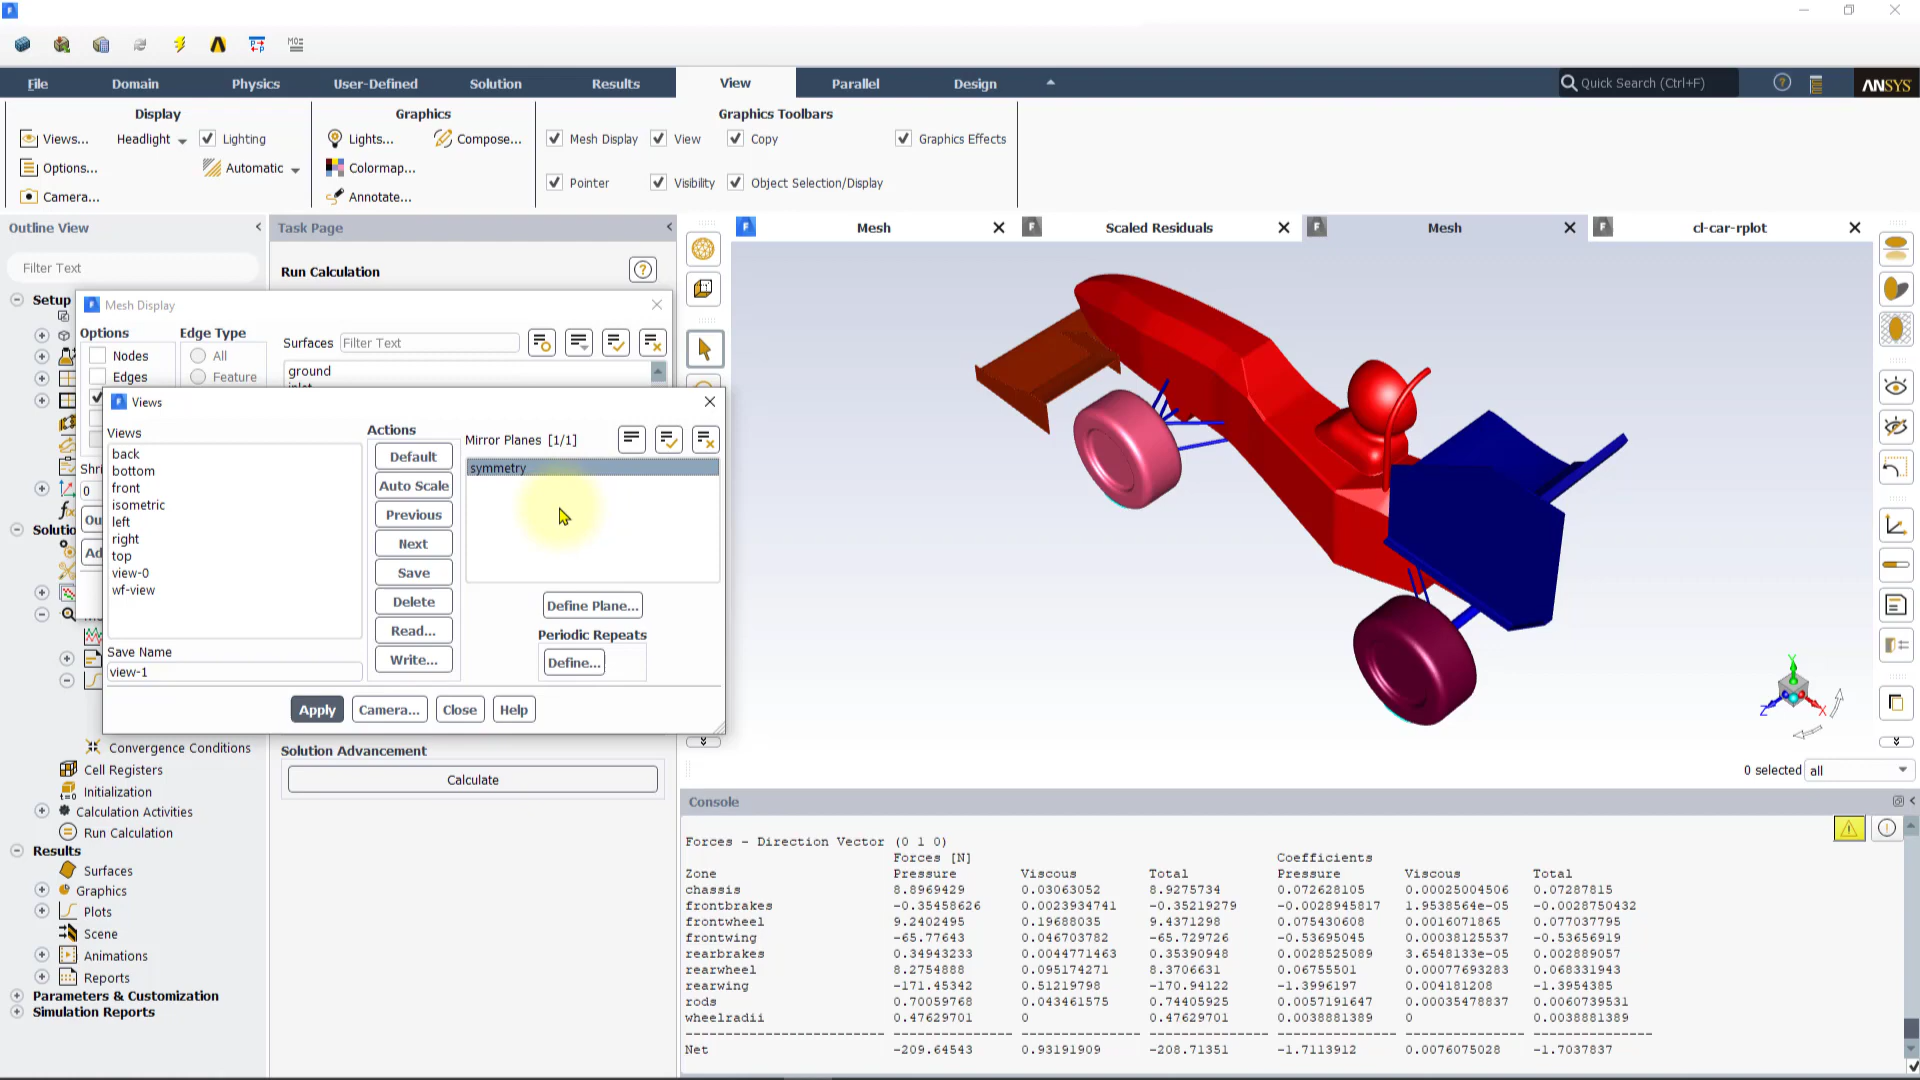 File Domain Physics User-Defined Solution Results View Parallel Design Quick Search (Ctrl+F) ANSYS
Display Graphics Graphics Toolbars
Views... Headlight Lighting Lights... Compose... Mesh Display View Copy Graphics Effects
Options... Automatic Colormap...
Pointer Visibility Object Selection/Display
Camera... Annotate...
Outline View
Filter Text
Setup
Solutio
Convergence Conditions
Cell Registers
Initialization
Calculation Activities
Run Calculation
Results
Surfaces
Graphics
Plots
Scene
Animations
Reports
Parameters & Customization
Simulation Reports
Task Page
Run Calculation
Mesh Display
Options Edge Type Surfaces Filter Text
Nodes All ground
Edges Feature
Shri
0
Ou
Ad
Views
Views
back
bottom
front
isometric
left
right
top
view-0
wf-view
Save Name
view-1
Actions
Default
Auto Scale
Previous
Next
Save
Delete
Read...
Write...
Mirror Planes [1/1]
symmetry
Define Plane...
Periodic Repeats
Define...
Apply Camera... Close Help
Solution Advancement
Calculate
Mesh Scaled Residuals Mesh cl-car-rplot
Y
Z
X
0 selected all
Console
Forces - Direction Vector (0 1 0)
Forces [N] Coefficients
Zone Pressure Viscous Total Pressure Viscous Total
chassis 8.8969429 0.03063052 8.9275734 0.072628105 0.00025004506 0.07287815
frontbrakes -0.35458626 0.0023934741 -0.35219279 -0.0028945817 1.9538564e-05 -0.0028750432
frontwheel 9.2402495 0.19688035 9.4371298 0.075430608 0.0016071865 0.077037795
frontwing -65.77643 0.046703782 -65.729726 -0.53695045 0.00038125537 -0.53656919
rearbrakes 0.34943233 0.0044771463 0.35390948 0.0028525089 3.6548133e-05 0.002889057
rearwheel 8.2754888 0.095174271 8.3706631 0.06755501 0.00077693283 0.068331943
rearwing -171.45342 0.51219798 -170.94122 -1.3996197 0.004181208 -1.3954385
rods 0.70059768 0.043461575 0.74405925 0.0057191647 0.00035478837 0.0060739531
wheelradii 0.47629701 0 0.47629701 0.0038881389 0 0.0038881389
Net -209.64543 0.93191909 -208.71351 -1.7113912 0.0076075028 -1.7037837